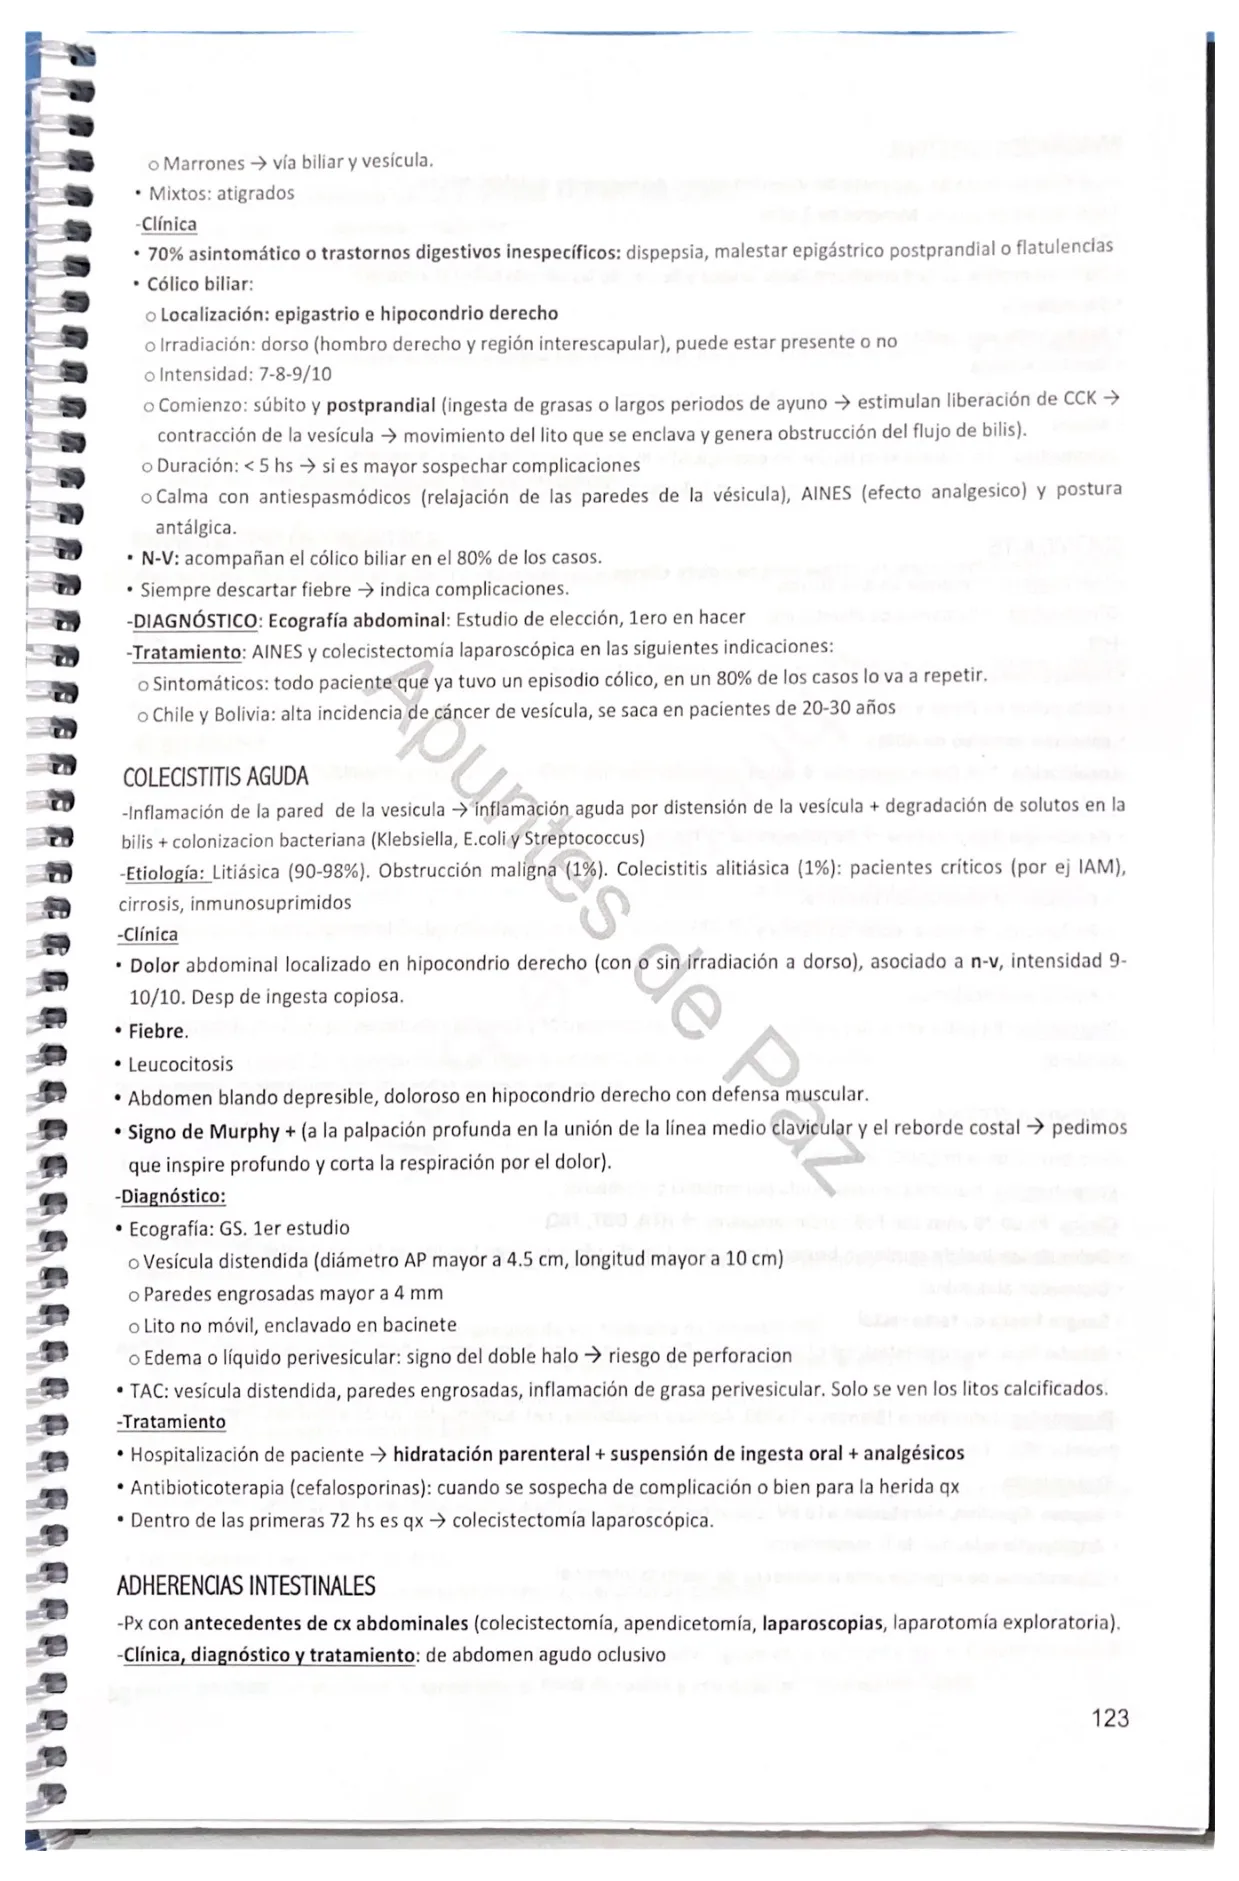 o Marrones → vía biliar y vesícula.
• Mixtos: atigrados
-Clínica
• 70% asintomático o trastornos digestivos inespecíficos: dispepsia, malestar epigástrico postprandial o flatulencias
• Cólico biliar:
o Localización: epigastrio e hipocondrio derecho
o Irradiación: dorso (hombro derecho y región interescapular), puede estar presente o no
o Intensidad: 7-8-9/10
o Comienzo: súbito y postprandial (ingesta de grasas o largos periodos de ayuno → estimulan liberación de CCK →
contracción de la vesícula → movimiento del lito que se enclava y genera obstrucción del flujo de bilis).
o Duración: < 5 hs → si es mayor sospechar complicaciones
o Calma con antiespasmódicos (relajación de las paredes de la vésicula), AINES (efecto analgesico) y postura
antálgica.
• N-V: acompañan el cólico biliar en el 80% de los casos.
• Siempre descartar fiebre → indica complicaciones.
-DIAGNÓSTICO: Ecografía abdominal: Estudio de elección, 1ero en hacer
-Tratamiento: AINES y colecistectomía laparoscópica en las siguientes indicaciones:
o Sintomáticos: todo paciente que ya tuvo un episodio cólico, en un 80% de los casos lo va a repetir.
o Chile y Bolivia: alta incidencia de cáncer de vesícula, se saca en pacientes de 20-30 años
COLECISTITIS AGUDA
-Inflamación de la pared de la vesicula → inflamación aguda por distensión de la vesícula + degradación de solutos en la
bilis + colonizacion bacteriana (Klebsiella, E.coli y Streptococcus)
-Etiología: Litiásica (90-98%). Obstrucción maligna (1%). Colecistitis alitiásica (1%): pacientes críticos (por ej IAM),
cirrosis, inmunosuprimidos
-Clínica
• Dolor abdominal localizado en hipocondrio derecho (con o sin irradiación a dorso), asociado a n-v, intensidad 9-
10/10. Desp de ingesta copiosa.
• Fiebre.
• Leucocitosis
• Abdomen blando depresible, doloroso en hipocondrio derecho con defensa muscular.
• Signo de Murphy + (a la palpación profunda en la unión de la línea medio clavicular y el reborde costal → pedimos
que inspire profundo y corta la respiración por el dolor).
-Diagnóstico:
• Ecografía: GS. 1er estudio
o Vesícula distendida (diámetro AP mayor a 4.5 cm, longitud mayor a 10 cm)
o Paredes engrosadas mayor a 4 mm
o Lito no móvil, enclavado en bacinete
o Edema o líquido perivesicular: signo del doble halo → riesgo de perforacion
• TAC: vesícula distendida, paredes engrosadas, inflamación de grasa perivesicular. Solo se ven los litos calcificados.
-Tratamiento
• Hospitalización de paciente → hidratación parenteral + suspensión de ingesta oral + analgésicos
• Antibioticoterapia (cefalosporinas): cuando se sospecha de complicación o bien para la herida qx
• Dentro de las primeras 72 hs es qx → colecistectomía laparoscópica.
ADHERENCIAS INTESTINALES
-Px con antecedentes de cx abdominales (colecistectomía, apendicetomía, laparoscopias, laparotomía exploratoria).
-Clínica, diagnóstico y tratamiento: de abdomen agudo oclusivo
123
Apuntes de Paz